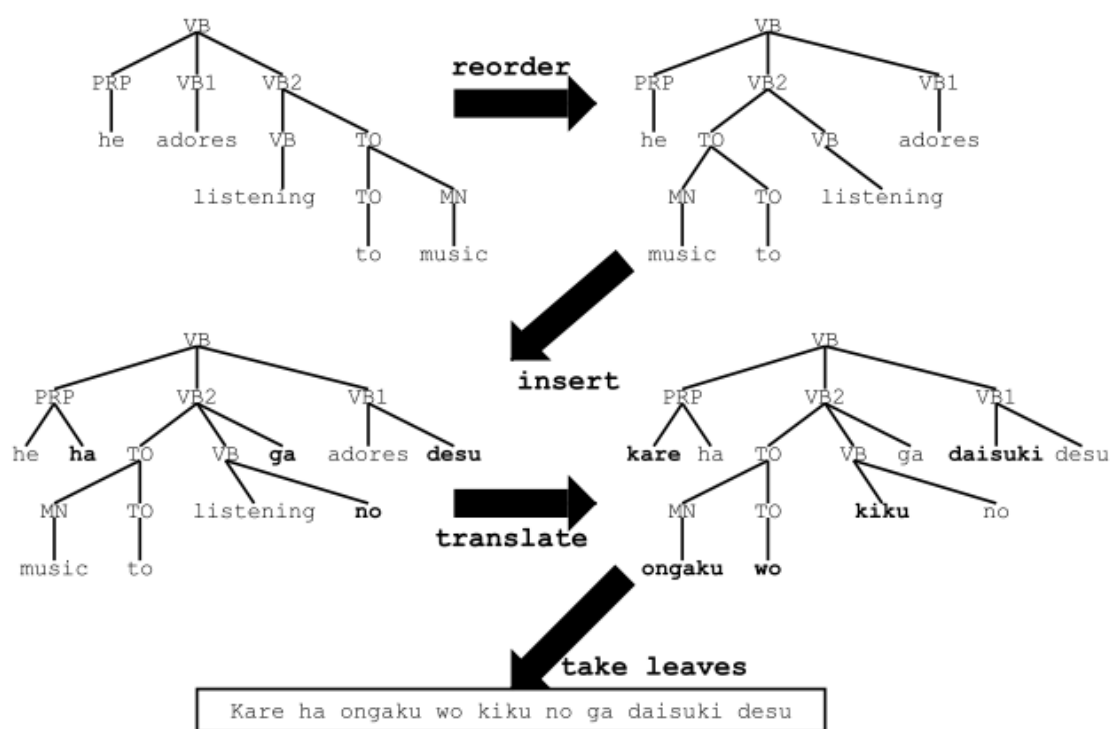 VB VB
reorder
PRP VB1 VB2 PRP VB2 VB1
he adores VB TO he TO VB adores
listening TO MN MN TO listening
to music music to
VB VB
insert
PRP VB2 VB1 PRP VB2 VB1
he ha TO VB ga adores desu kare ha TO VB ga daisuki desu
MN TO listening no MN TO kiku no
translate
music to ongaku wo
take leaves
Kare ha ongaku wo kiku no ga daisuki desu